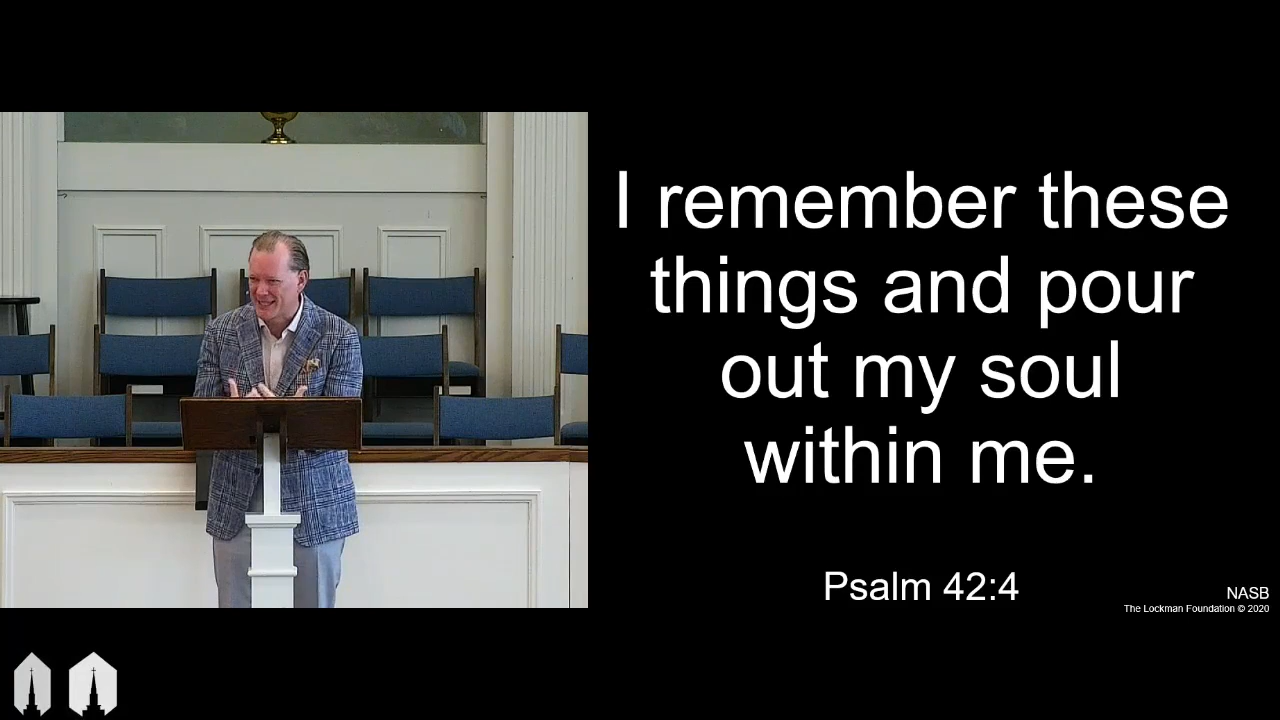 I remember these
things and pour
out my soul
within me.
Psalm 42:4
NASB
The Lockman Foundation © 2020